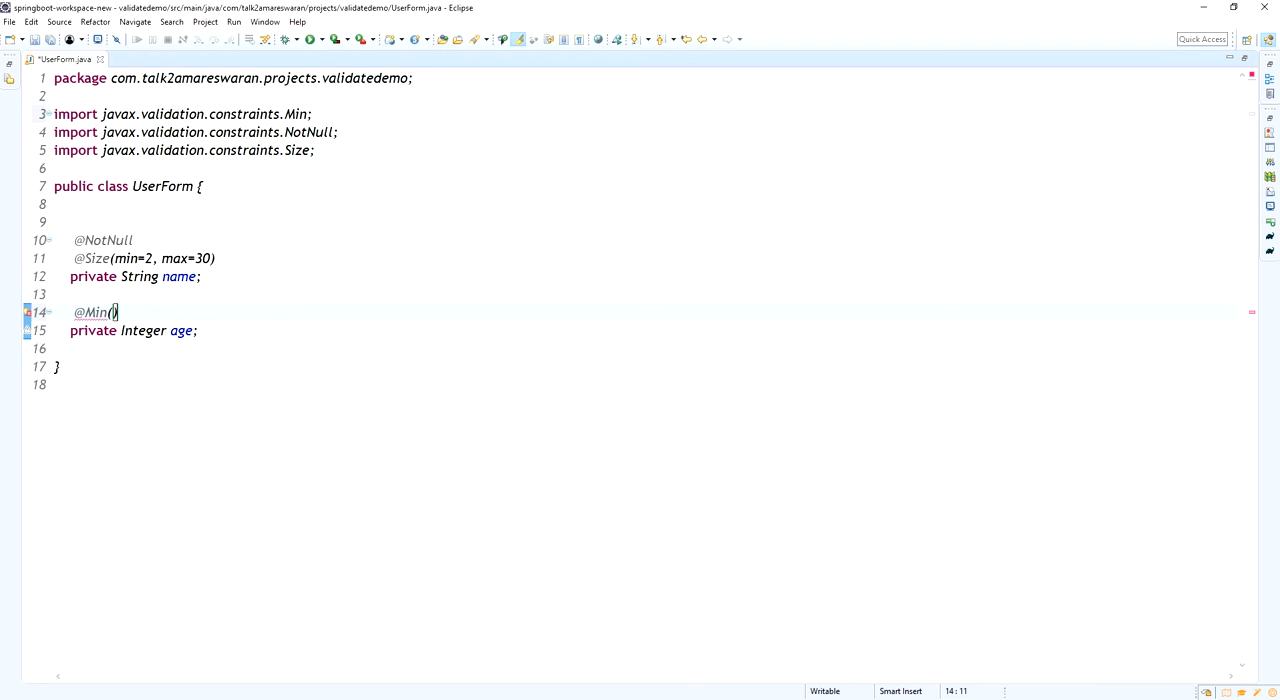 springboot-workspace-new - validatedemo/src/main/java/com/talk2amareswaran/projects/validatedemo/UserForm.java - Eclipse
File Edit Source Refactor Navigate Search Project Run Window Help
Quick Access
*UserForm.java
1 package com.talk2amareswaran.projects.validatedemo;
2
3 import javax.validation.constraints.Min;
4 import javax.validation.constraints.NotNull;
5 import javax.validation.constraints.Size;
6
7 public class UserForm {
8
9
10 @NotNull
11 @Size(min=2, max=30)
12 private String name;
13
14 @Min()
15 private Integer age;
16
17 }
18
Writable Smart Insert 14 : 11